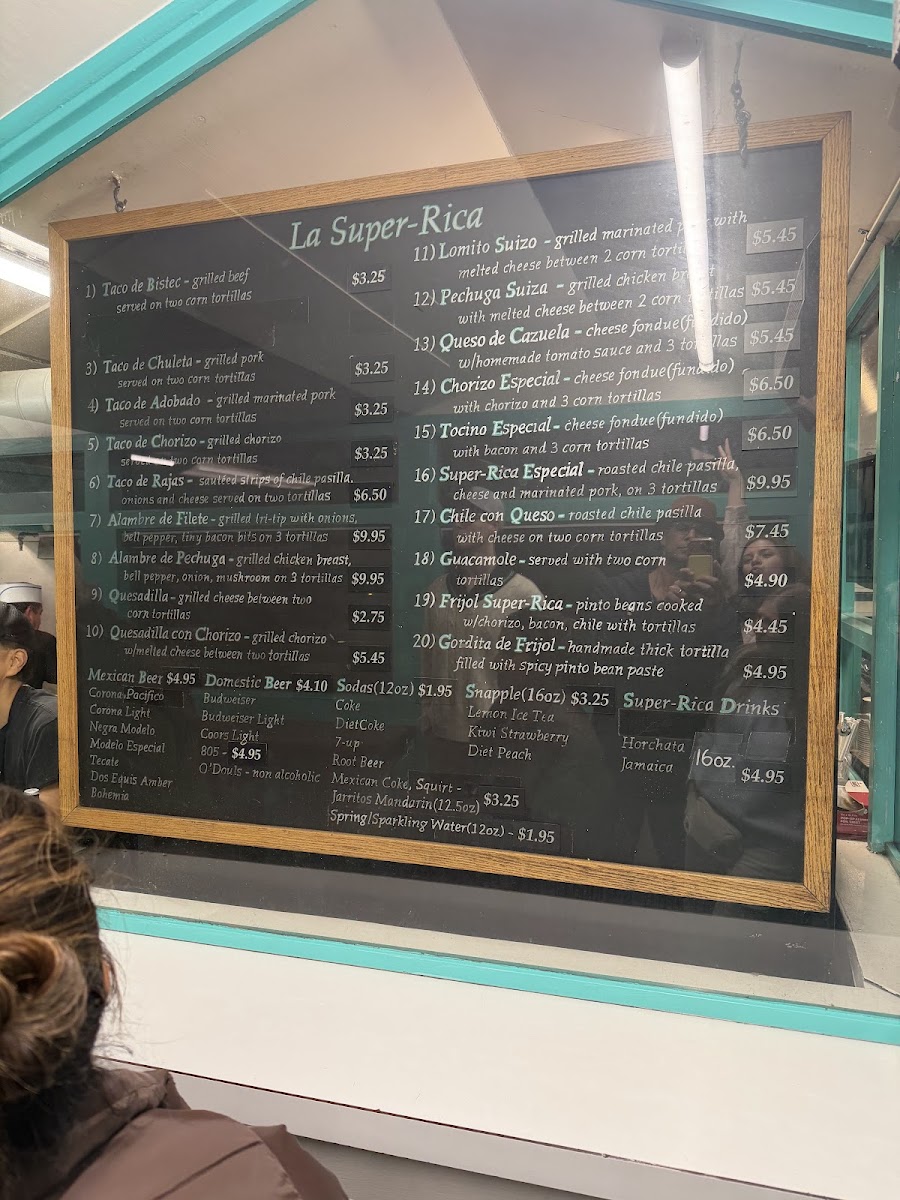 La Super-Rica
1) Taco de Bistec - grilled beef $3.25
served on two corn tortillas
3) Taco de Chuleta - grilled pork $3.25
served on two corn tortillas
4) Taco de Adobado - grilled marinated pork $3.25
served on two corn tortillas
5) Taco de Chorizo - grilled chorizo $3.25
served on two corn tortillas
6) Taco de Rajas - sautéed strips of chile pasilla,
onions and cheese served on two tortillas $6.50
7) Alambre de Filete - grilled tri-tip with onions,
bell pepper, tiny bacon bits on 3 tortillas $9.95
8) Alambre de Pechuga - grilled chicken breast,
bell pepper, onion, mushroom on 3 tortillas $9.95
9) Quesadilla - grilled cheese between two
corn tortillas $2.75
10) Quesadilla con Chorizo - grilled chorizo
w/melted cheese between two tortillas $5.45
11) Lomito Suizo - grilled marinated pork with $5.45
melted cheese between 2 corn tortillas
12) Pechuga Suiza - grilled chicken breast $5.45
with melted cheese between 2 corn tortillas
13) Queso de Cazuela - cheese fondue(fundido) $5.45
w/homemade tomato sauce and 3 tortillas
14) Chorizo Especial - cheese fondue(fundido) $6.50
with chorizo and 3 corn tortillas
15) Tocino Especial - cheese fondue(fundido) $6.50
with bacon and 3 corn tortillas
16) Super-Rica Especial - roasted chile pasilla, $9.95
cheese and marinated pork, on 3 tortillas
17) Chile con Queso - roasted chile pasilla
with cheese on two corn tortillas $7.45
18) Guacamole - served with two corn
tortillas $4.90
19) Frijol Super-Rica - pinto beans cooked
w/chorizo, bacon, chile with tortillas $4.45
20) Gordita de Frijol - handmade thick tortilla
filled with spicy pinto bean paste $4.95
Mexican Beer $4.95
Corona, Pacifico
Corona Light
Negra Modelo
Modelo Especial
Tecate
Dos Equis Amber
Bohemia
Domestic Beer $4.10
Budweiser
Budweiser Light
Coors Light
805 - $4.95
O'Douls - non alcoholic
Sodas(12oz) $1.95
Coke
DietCoke
7-up
Root Beer
Mexican Coke, Squirt -
Jarritos Mandarin(12.5oz) $3.25
Spring/Sparkling Water(12oz) - $1.95
Snapple(16oz) $3.25
Lemon Ice Tea
Kiwi Strawberry
Diet Peach
Super-Rica Drinks
Horchata
Jamaica
16oz. $4.95